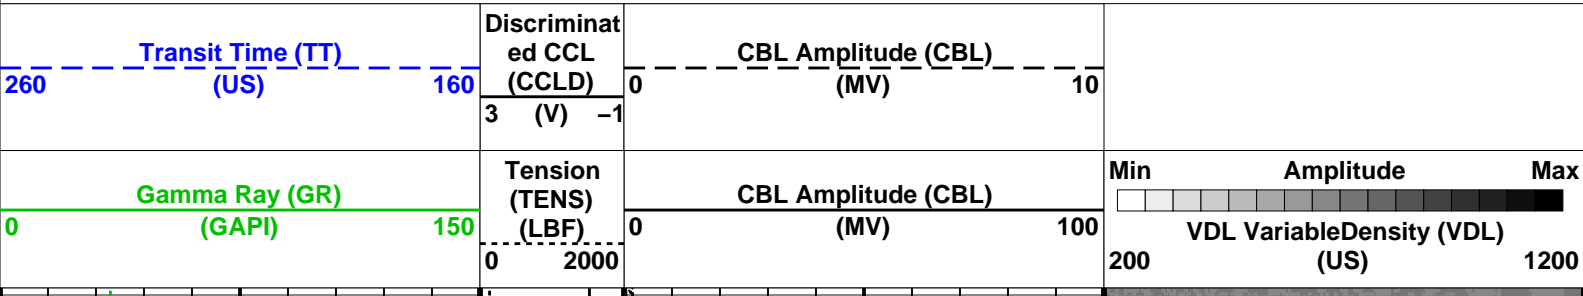 Transit Time (TT)
260 (US) 160
Discriminat
ed CCL
(CCLD)
3 (V) −1
CBL Amplitude (CBL)
0 (MV) 10
Gamma Ray (GR)
0 (GAPI) 150
Tension
(TENS)
(LBF)
0 2000
CBL Amplitude (CBL)
0 (MV) 100
Min Amplitude Max
VDL VariableDensity (VDL)
200 (US) 1200